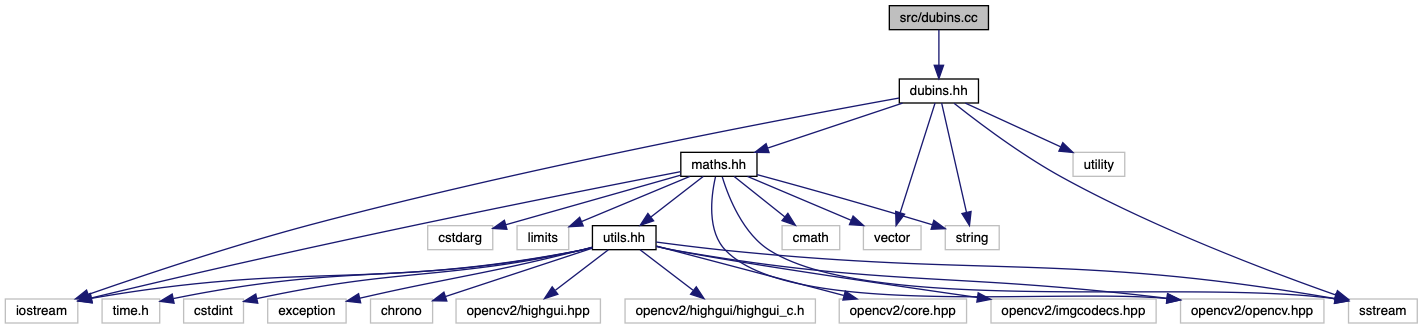 src/dubins.cc
dubins.hh
maths.hh
utility
cstdarg
limits
utils.hh
cmath
vector
string
iostream
time.h
cstdint
exception
chrono
opencv2/highgui.hpp
opencv2/highgui/highgui_c.h
opencv2/core.hpp
opencv2/imgcodecs.hpp
opencv2/opencv.hpp
sstream